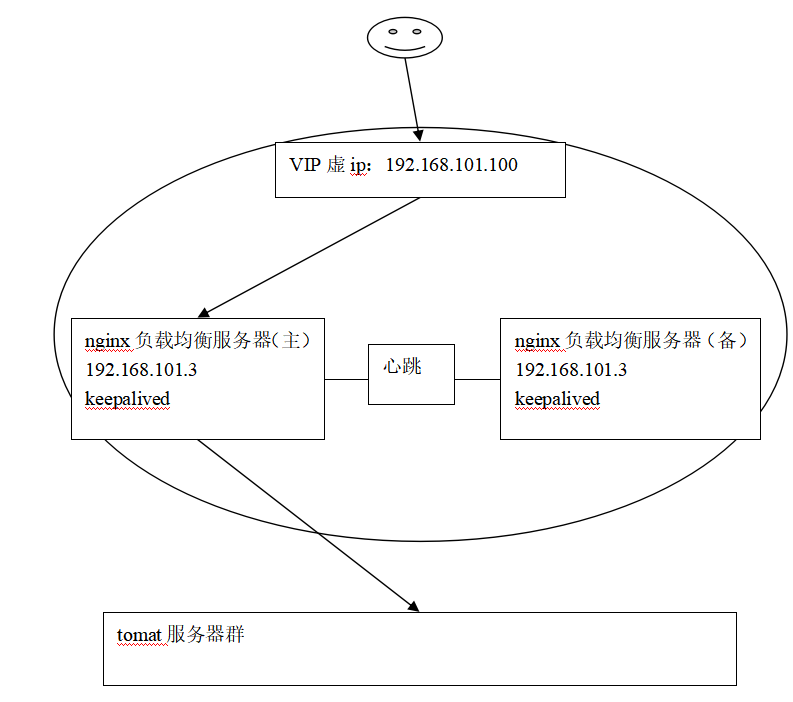 VIP 虚ip：192.168.101.100
nginx 负载均衡服务器（主）
192.168.101.3
keepalived
心跳
nginx 负载均衡服务器（备）
192.168.101.3
keepalived
tomat 服务器群